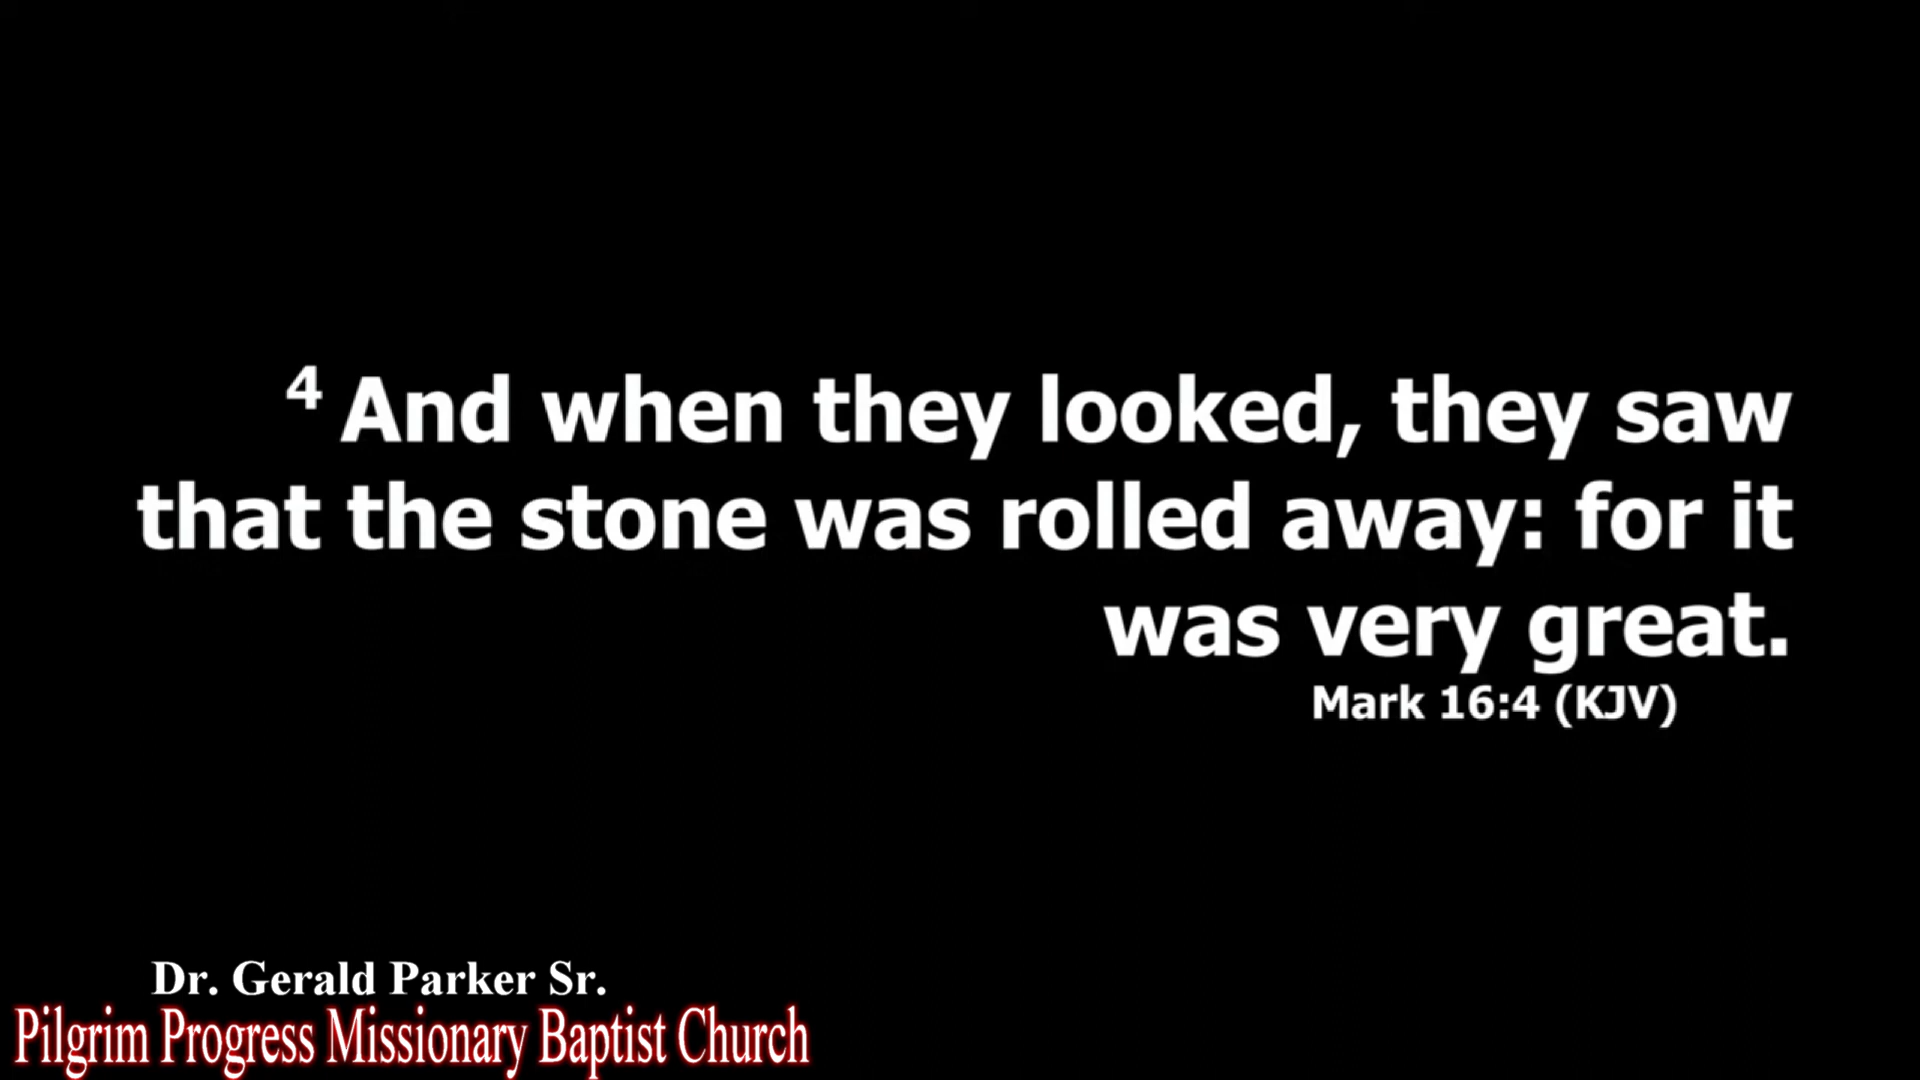 4 And when they looked, they saw
that the stone was rolled away: for it
was very great.
Mark 16:4 (KJV)
Dr. Gerald Parker Sr.
Pilgrim Progress Missionary Baptist Church